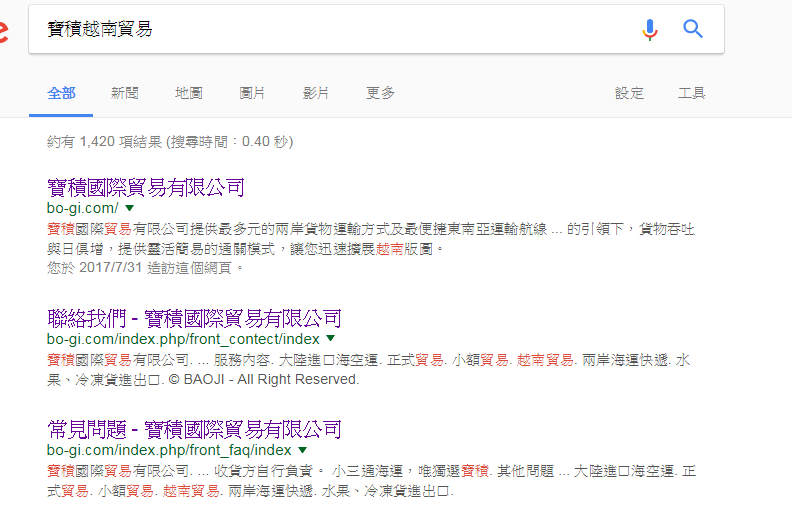 e
寶積越南貿易
全部 新聞 地圖 圖片 影片 更多 設定 工具
約有 1,420 項結果 (搜尋時間：0.40 秒)
寶積國際貿易有限公司
bo-gi.com/
寶積國際貿易有限公司提供最多元的兩岸貨物運輸方式及最便捷東南亞運輸航線 ... 的引領下，貨物吞吐
與日俱增，提供靈活簡易的通關模式，讓您迅速擴展越南版圖。
您於 2017/7/31 造訪這個網頁。
聯絡我們 - 寶積國際貿易有限公司
bo-gi.com/index.php/front_contect/index
寶積國際貿易有限公司. ... 服務內容. 大陸進口海空運. 正式貿易. 小額貿易. 越南貿易. 兩岸海運快遞. 水
果、冷凍貨進出口. © BAOJI - All Right Reserved.
常見問題 - 寶積國際貿易有限公司
bo-gi.com/index.php/front_faq/index
寶積國際貿易有限公司. ... 收貨方自行負責。 小三通海運，唯獨選寶積. 其他問題 ... 大陸進口海空運. 正
式貿易. 小額貿易. 越南貿易. 兩岸海運快遞. 水果、冷凍貨進出口.